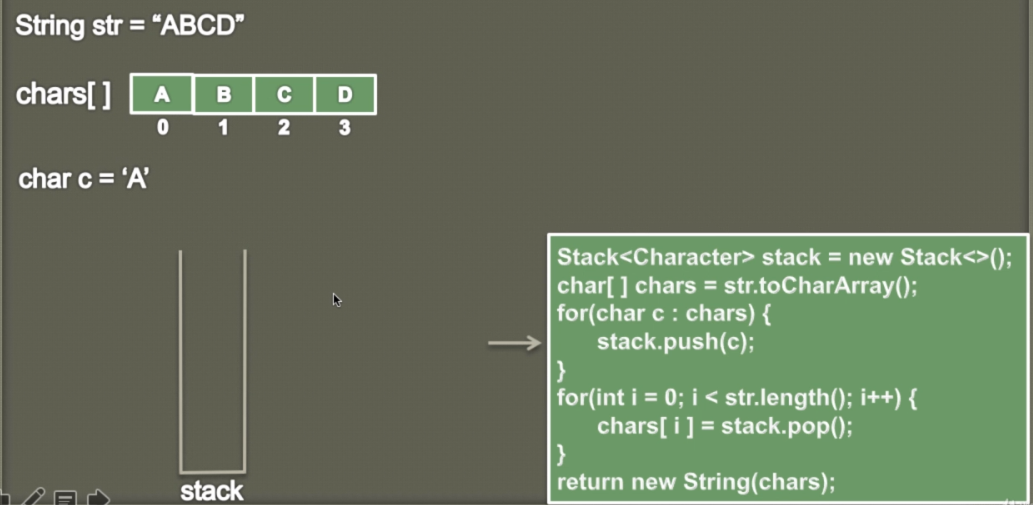 String str = “ABCD”
chars[ ] A B C D
0 1 2 3
char c = ‘A’
stack
Stack<Character> stack = new Stack<>();
char[ ] chars = str.toCharArray();
for(char c : chars) {
stack.push(c);
}
for(int i = 0; i < str.length(); i++) {
chars[ i ] = stack.pop();
}
return new String(chars);